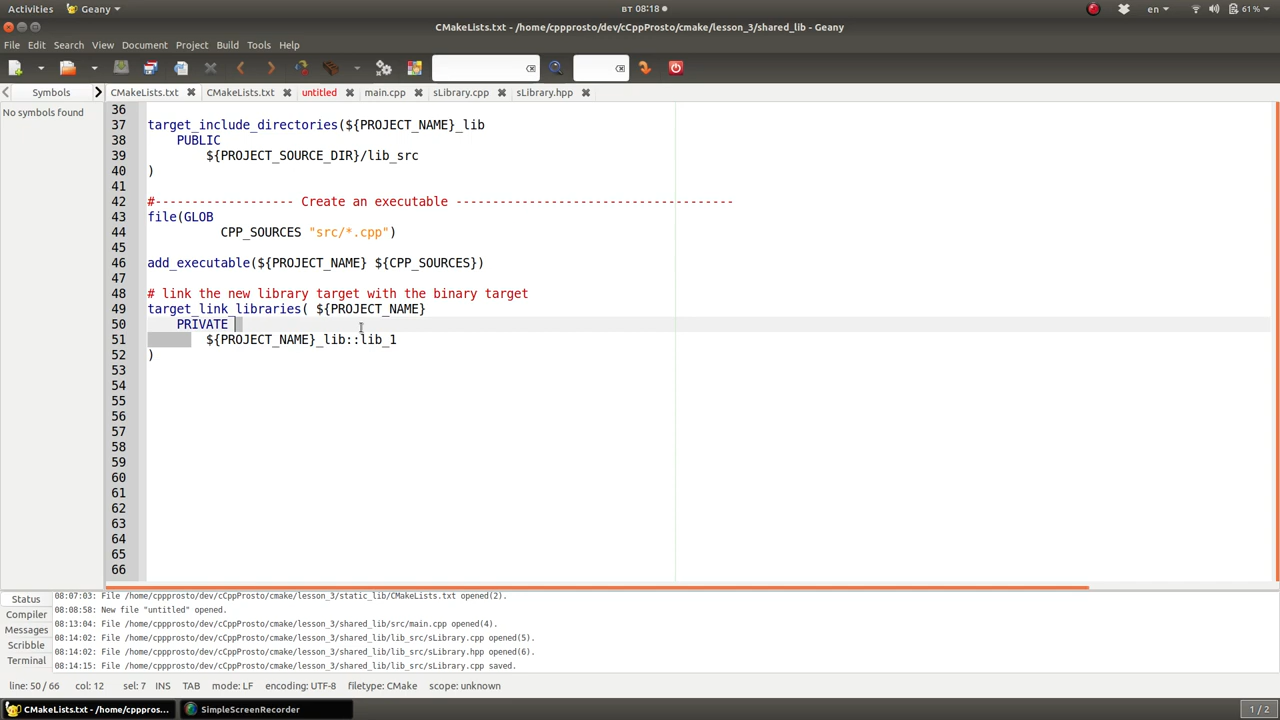 Activities Geany вт 08:18 en 61%
CMakeLists.txt - /home/cppprosto/dev/cCppProsto/cmake/lesson_3/shared_lib - Geany
File Edit Search View Document Project Build Tools Help
Symbols CMakeLists.txt CMakeLists.txt untitled main.cpp sLibrary.cpp sLibrary.hpp
No symbols found
36
37 target_include_directories(${PROJECT_NAME}_lib
38 PUBLIC
39 ${PROJECT_SOURCE_DIR}/lib_src
40 )
41
42 #------------------- Create an executable --------------------------------------
43 file(GLOB
44 CPP_SOURCES "src/*.cpp")
45
46 add_executable(${PROJECT_NAME} ${CPP_SOURCES})
47
48 # link the new library target with the binary target
49 target_link_libraries( ${PROJECT_NAME}
50 PRIVATE
51 ${PROJECT_NAME}_lib::lib_1
52 )
53
54
55
56
57
58
59
60
61
62
63
64
65
66
Status
Compiler
Messages
Scribble
Terminal
08:07:03: File /home/cppprosto/dev/cCppProsto/cmake/lesson_3/static_lib/CMakeLists.txt opened(2).
08:08:58: New file "untitled" opened.
08:13:04: File /home/cppprosto/dev/cCppProsto/cmake/lesson_3/shared_lib/src/main.cpp opened(4).
08:14:02: File /home/cppprosto/dev/cCppProsto/cmake/lesson_3/shared_lib/lib_src/sLibrary.cpp opened(5).
08:14:02: File /home/cppprosto/dev/cCppProsto/cmake/lesson_3/shared_lib/lib_src/sLibrary.hpp opened(6).
08:14:15: File /home/cppprosto/dev/cCppProsto/cmake/lesson_3/shared_lib/lib_src/sLibrary.cpp saved.
line: 50 / 66 col: 12 sel: 7 INS TAB mode: LF encoding: UTF-8 filetype: CMake scope: unknown
CMakeLists.txt - /home/cpppros... SimpleScreenRecorder 1 / 2